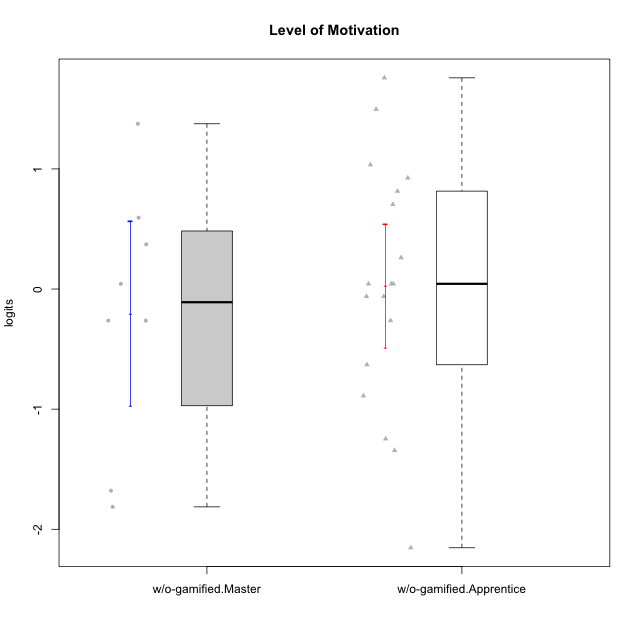 Level of Motivation
logits
1
0
-1
-2
w/o-gamified.Master
w/o-gamified.Apprentice